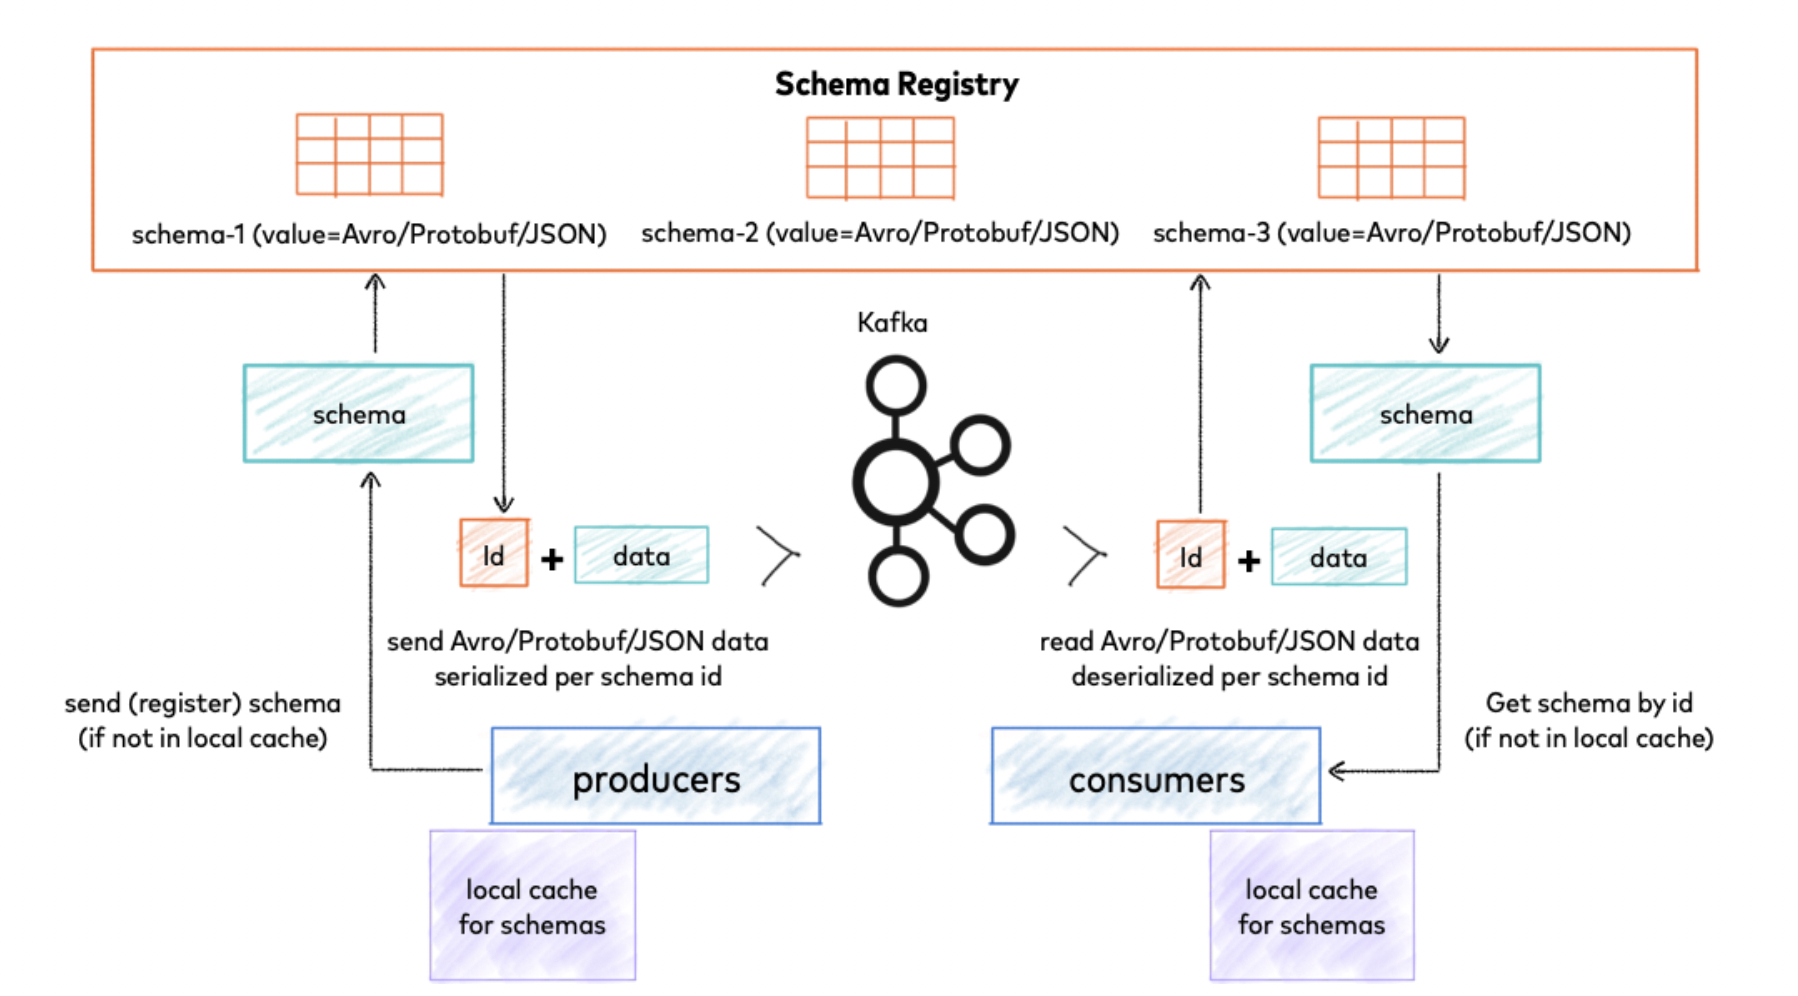 Schema Registry
schema-1 (value=Avro/Protobuf/JSON)
schema-2 (value=Avro/Protobuf/JSON)
schema-3 (value=Avro/Protobuf/JSON)
Kafka
schema
schema
Id + data
Id + data
send Avro/Protobuf/JSON data
serialized per schema id
read Avro/Protobuf/JSON data
deserialized per schema id
send (register) schema
(if not in local cache)
Get schema by id
(if not in local cache)
producers
consumers
local cache
for schemas
local cache
for schemas